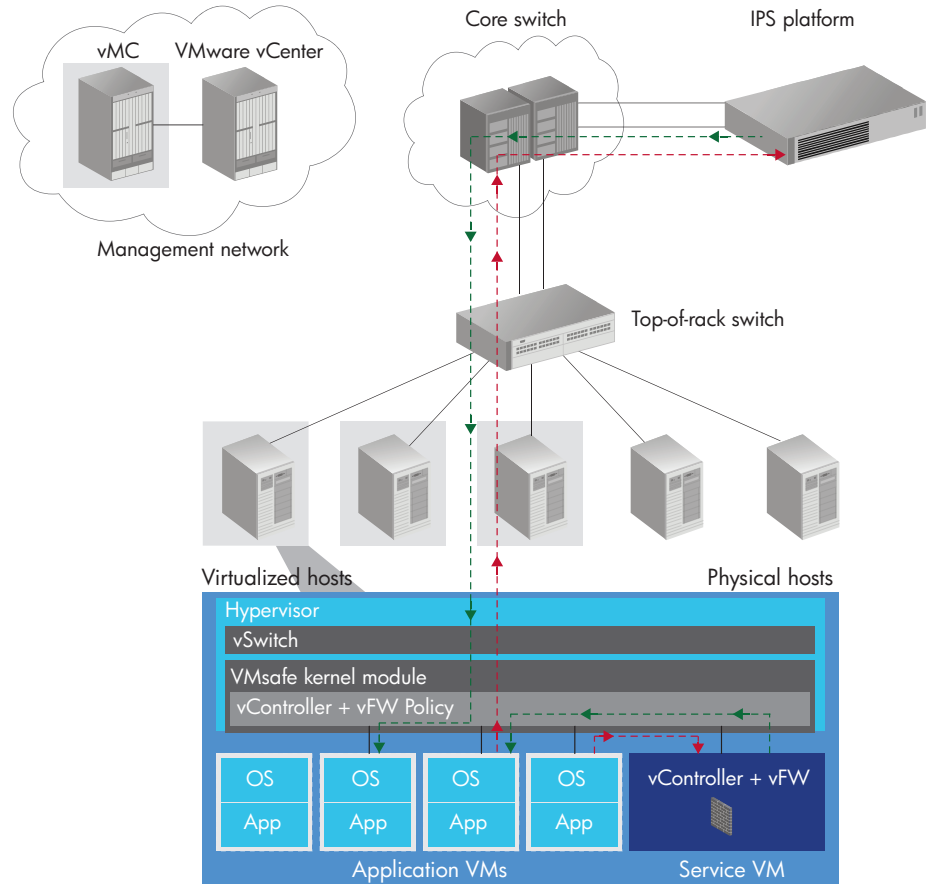 Core switch
IPS platform
vMC
VMware vCenter
Management network
Top-of-rack switch
Virtualized hosts
Physical hosts
Hypervisor
vSwitch
VMsafe kernel module
vController + vFW Policy
OS
OS
OS
OS
vController + vFW
App
App
App
App
Application VMs
Service VM